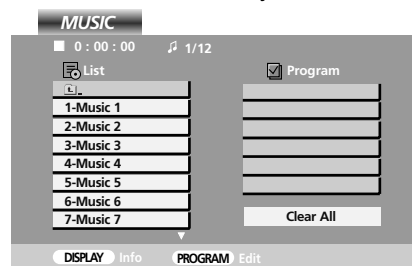 MUSIC
0 : 00 : 00 1/12
List Program
1-Music 1
2-Music 2
3-Music 3
4-Music 4
5-Music 5
6-Music 6
7-Music 7
Clear All
DISPLAY Info PROGRAM Edit